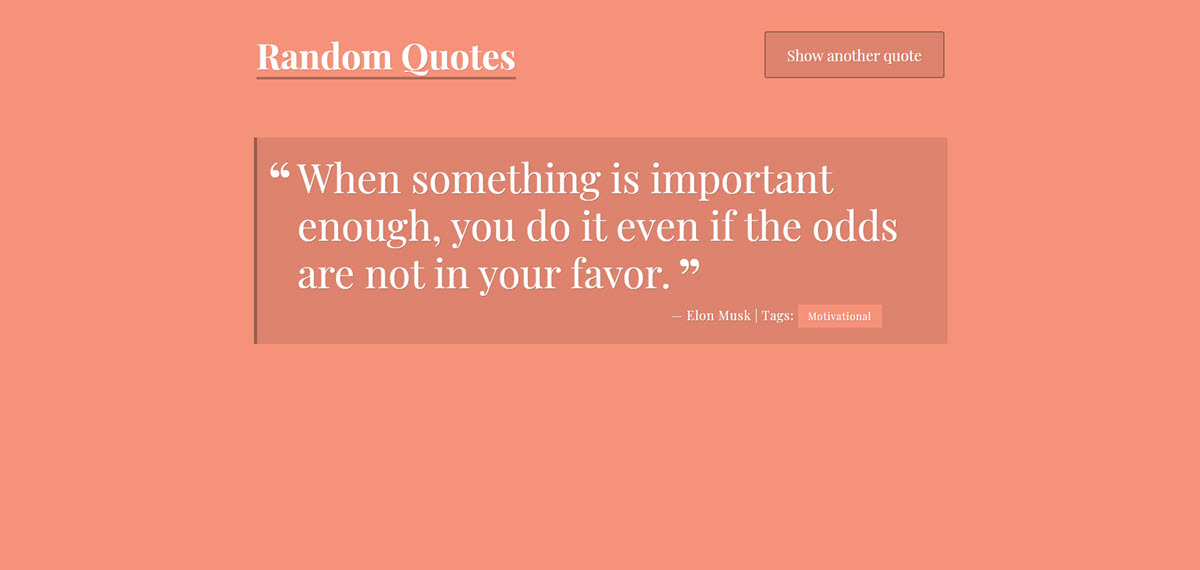 Random Quotes
Show another quote
“ When something is important
enough, you do it even if the odds
are not in your favor. ”
— Elon Musk | Tags: Motivational